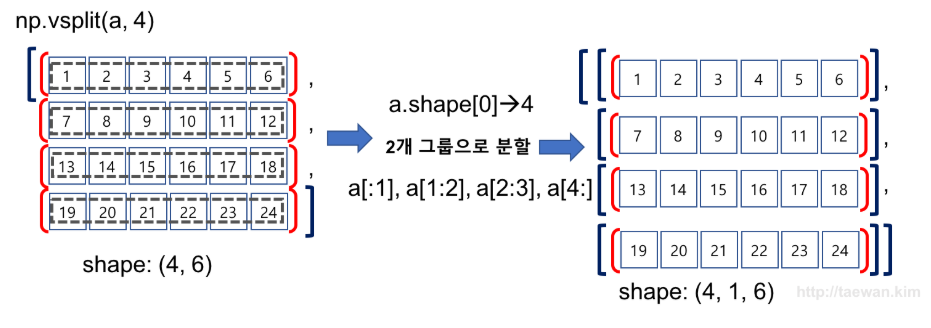 np.vsplit(a, 4)
1 2 3 4 5 6 ,
7 8 9 10 11 12 ,
13 14 15 16 17 18 ,
19 20 21 22 23 24
shape: (4, 6)
a.shape[0]→4
2개 그룹으로 분할
a[:1], a[1:2], a[2:3], a[4:]
1 2 3 4 5 6 ,
7 8 9 10 11 12 ,
13 14 15 16 17 18 ,
19 20 21 22 23 24
shape: (4, 1, 6)
http://taewan.kim